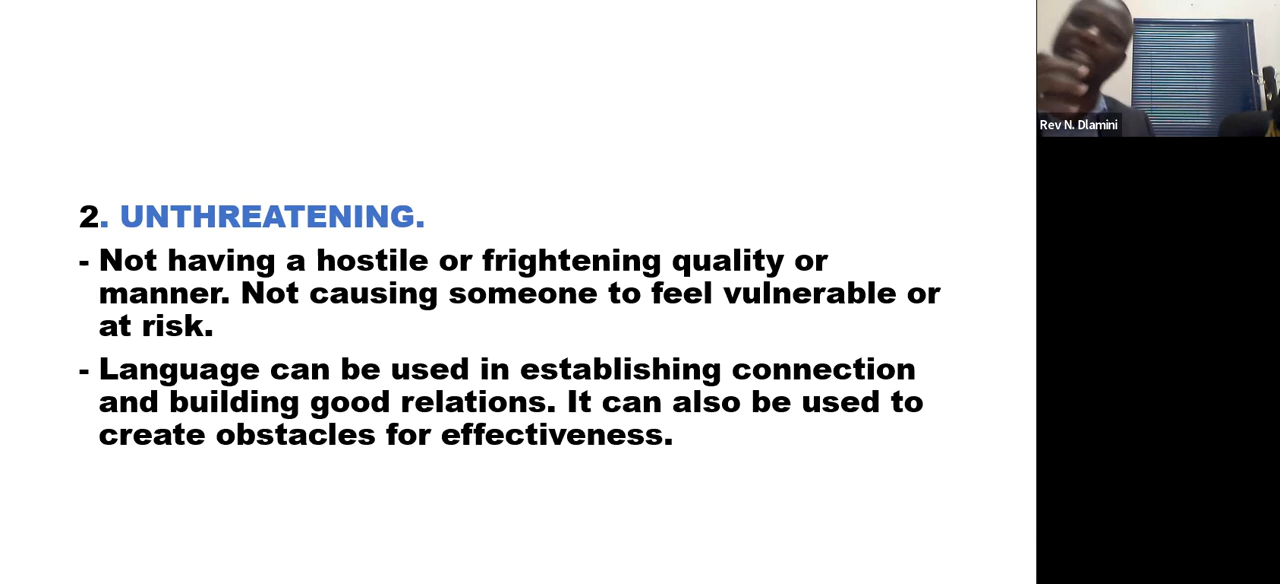 2. UNTHREATENING.
- Not having a hostile or frightening quality or
manner. Not causing someone to feel vulnerable or
at risk.
- Language can be used in establishing connection
and building good relations. It can also be used to
create obstacles for effectiveness.
Rev N. Dlamini